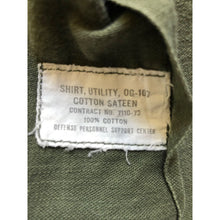 SHIRT, UTILITY, OG-107
COTTON SATEEN
CONTRACT NO. 7110-73
100% COTTON
DEFENSE PERSONNEL SUPPORT CENTER